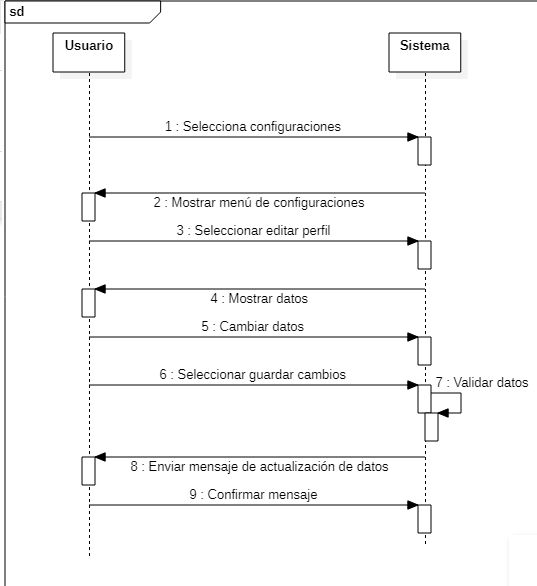 sd
Usuario
Sistema
1 : Selecciona configuraciones
2 : Mostrar menú de configuraciones
3 : Seleccionar editar perfil
4 : Mostrar datos
5 : Cambiar datos
6 : Seleccionar guardar cambios
7 : Validar datos
8 : Enviar mensaje de actualización de datos
9 : Confirmar mensaje